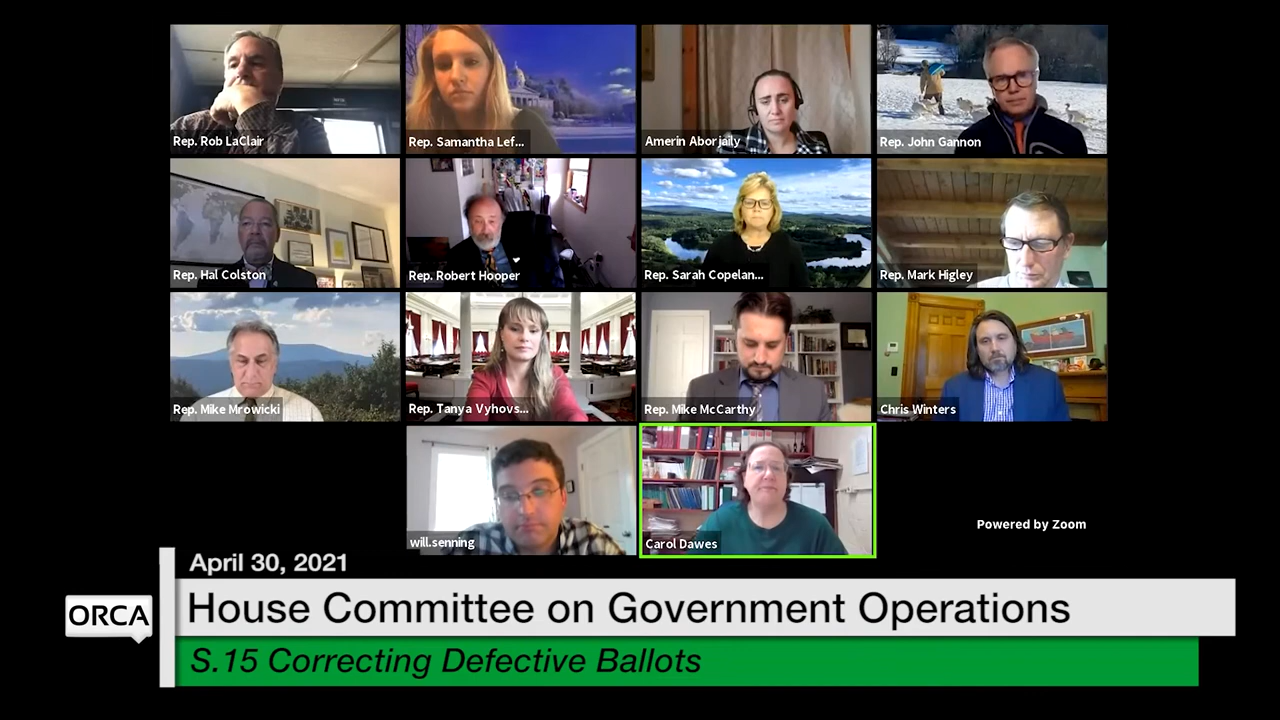 Rep. Rob LaClair
Rep. Samantha Lef...
Amerin Aborjaily
Rep. John Gannon
Rep. Hal Colston
Rep. Robert Hooper
Rep. Sarah Copelan...
Rep. Mark Higley
Rep. Mike Mrowicki
Rep. Tanya Vyhovs...
Rep. Mike McCarthy
Chris Winters
will.senning
Carol Dawes
Powered by Zoom
April 30, 2021
ORCA
House Committee on Government Operations
S.15 Correcting Defective Ballots